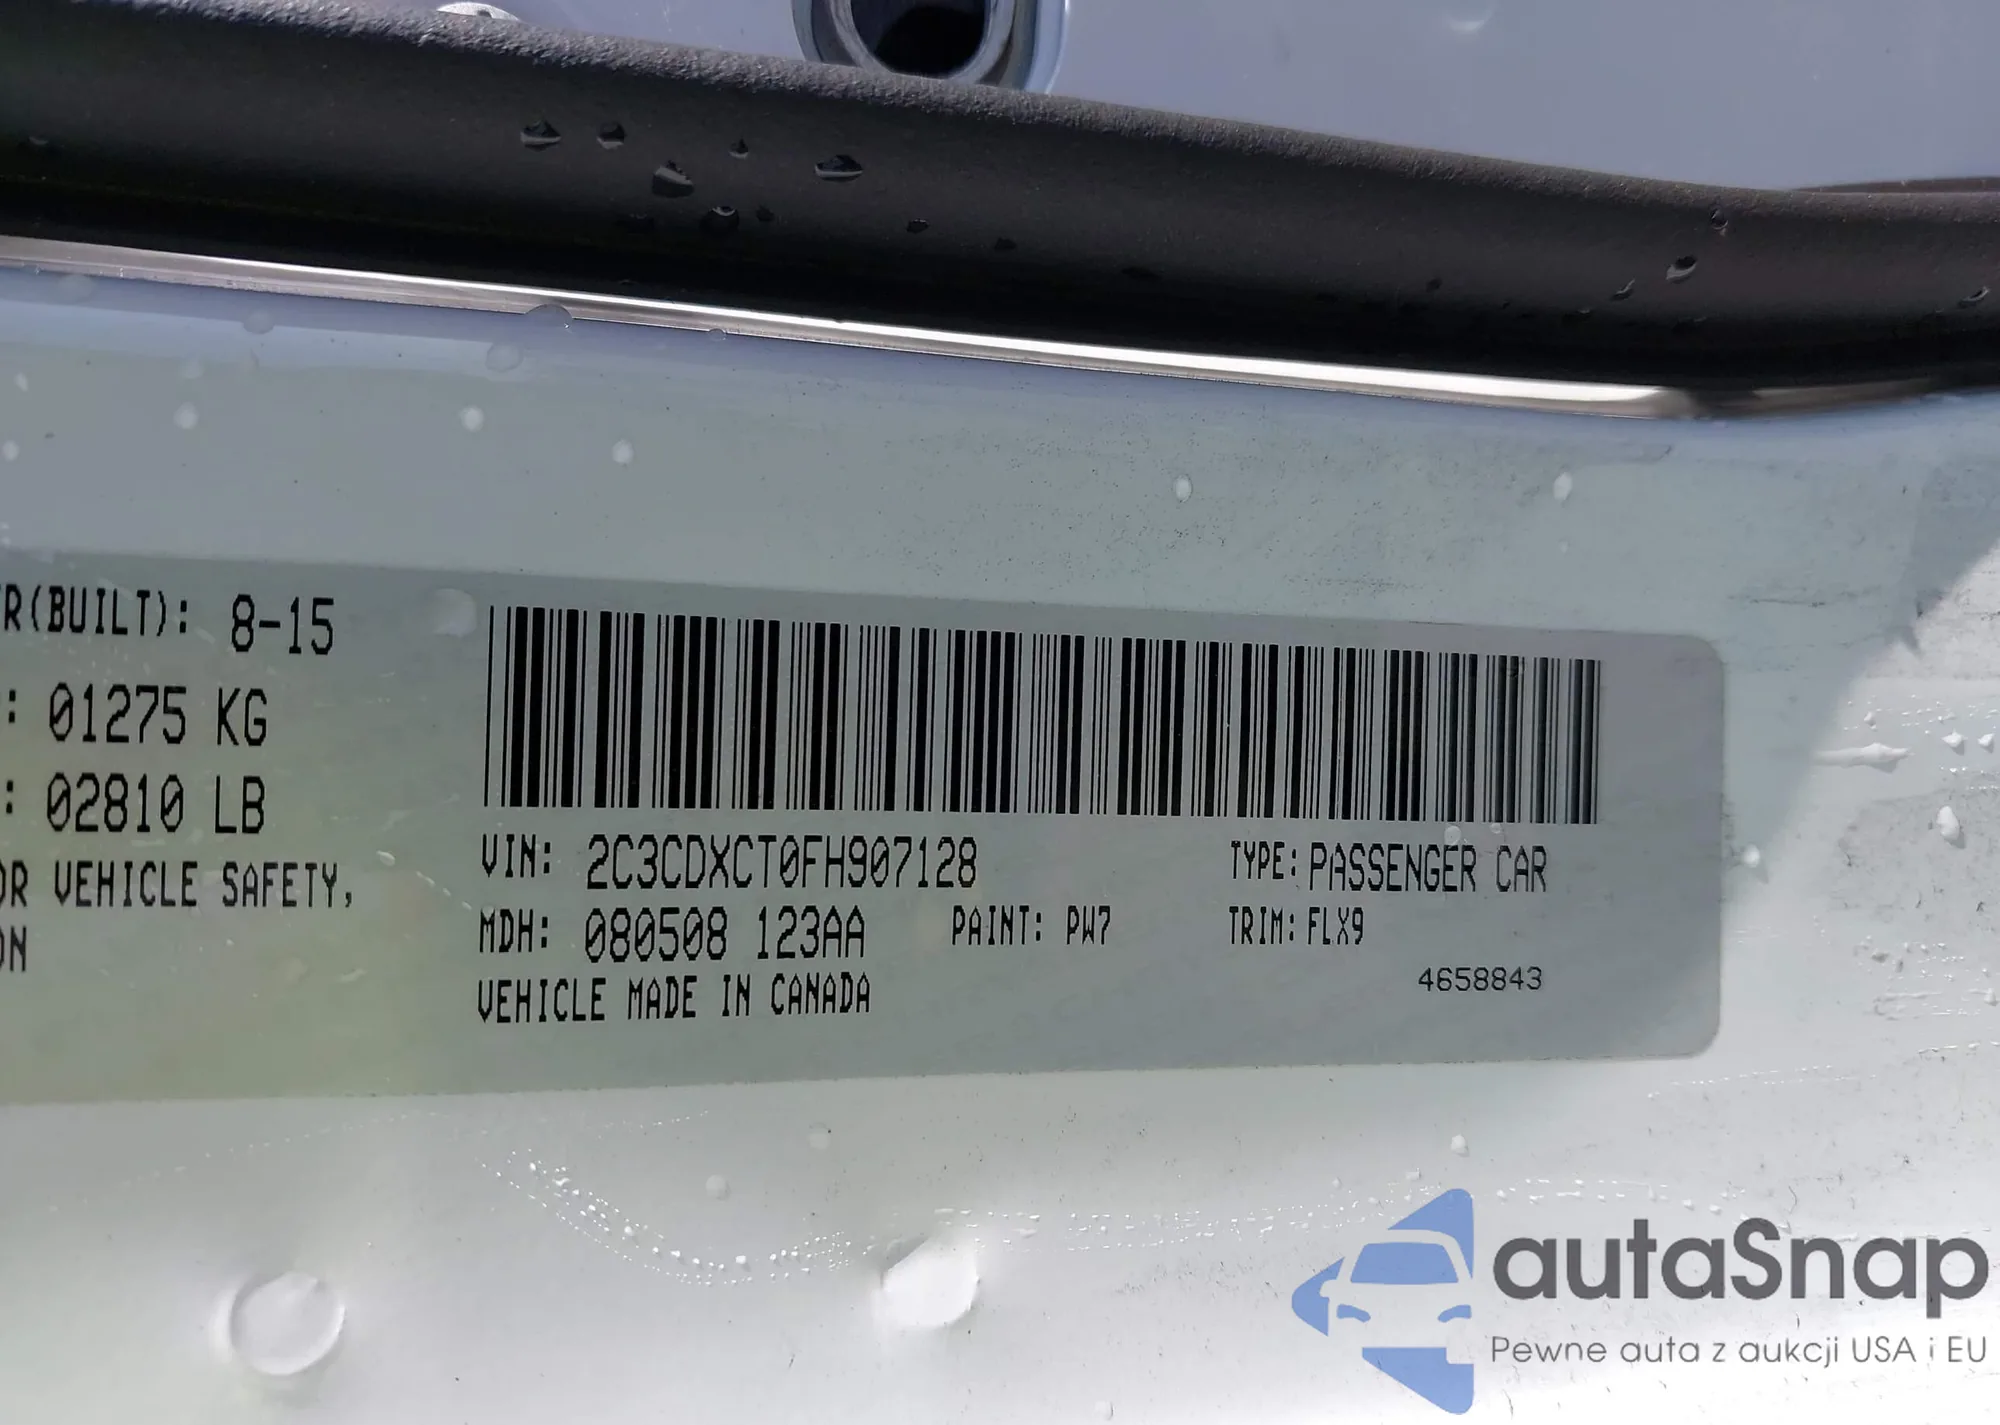 R(BUILT): 8-15
: 01275 KG
: 02810 LB
OR VEHICLE SAFETY,
ON
VIN: 2C3CDXCT0FH907128
TYPE: PASSENGER CAR
MDH: 080508 123AA
PAINT: PW7
TRIM: FLX9
VEHICLE MADE IN CANADA
4658843
autaSnap
Pewne auta z aukcji USA i EU